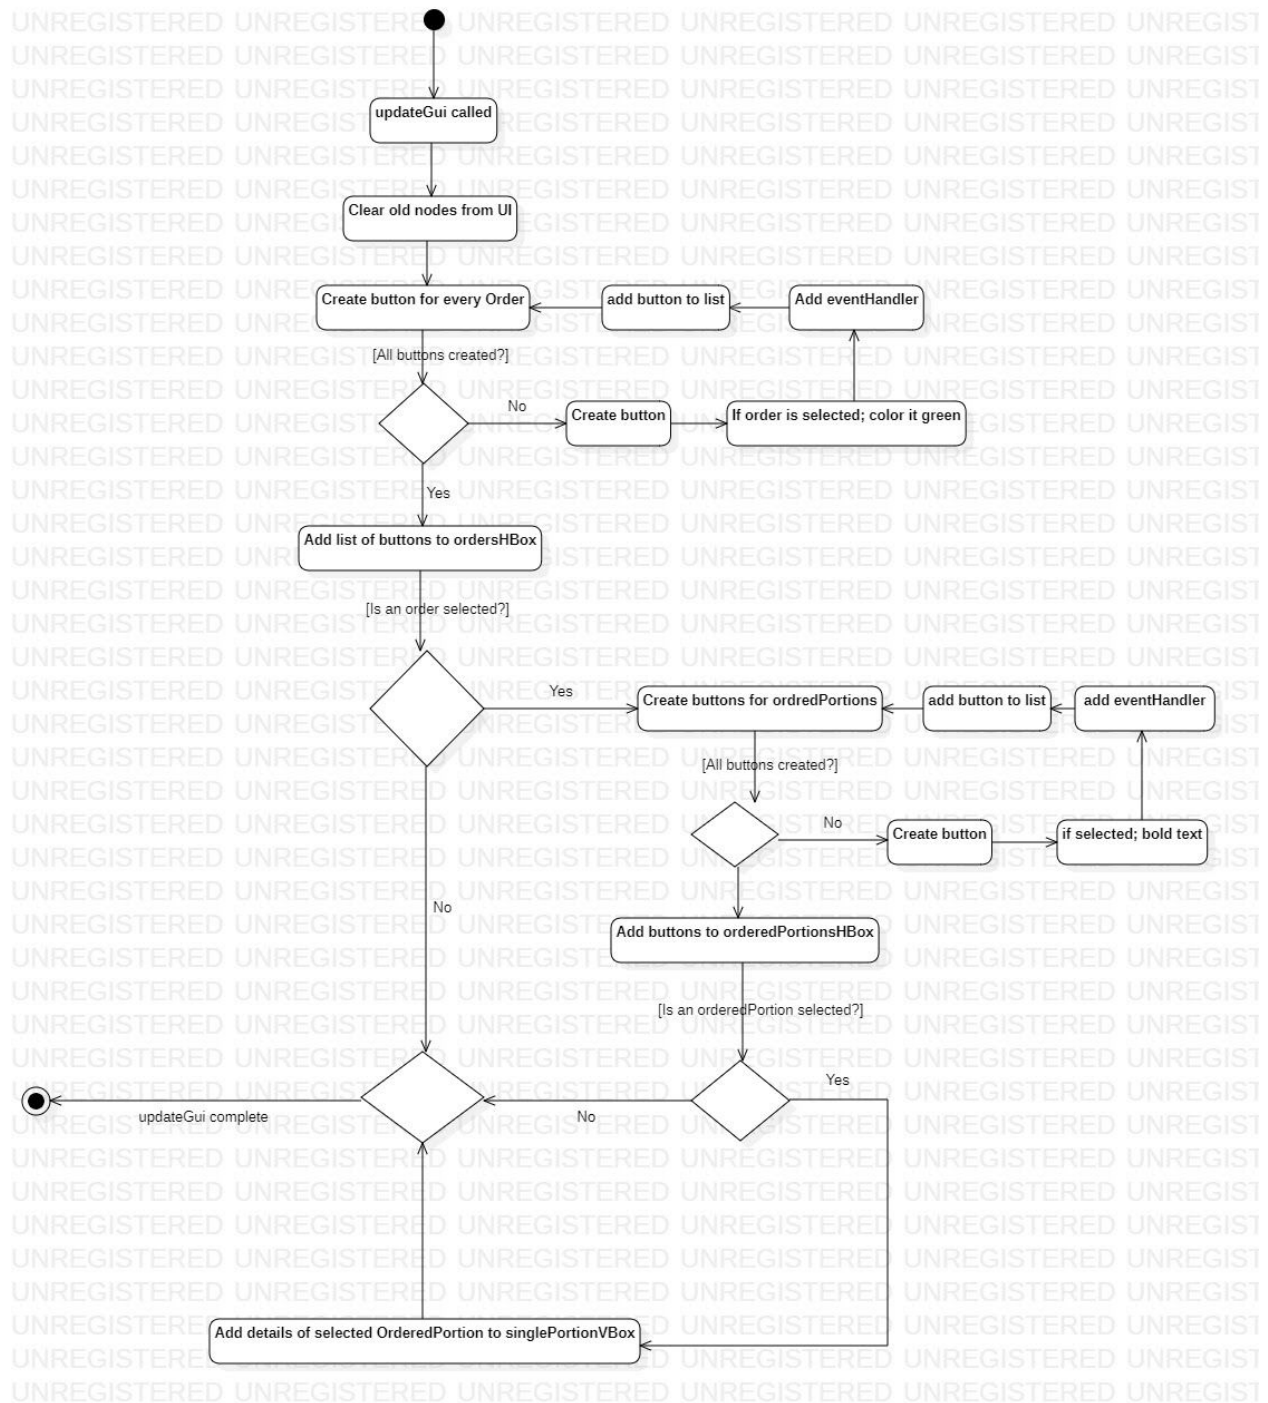 updateGui called
Clear old nodes from UI
Create button for every Order
add button to list
Add eventHandler
[All buttons created?]
No
Create button
If order is selected; color it green
Yes
Add list of buttons to ordersHBox
[Is an order selected?]
Yes
Create buttons for ordredPortions
add button to list
add eventHandler
[All buttons created?]
No
Create button
if selected; bold text
No
Add buttons to orderedPortionsHBox
[Is an orderedPortion selected?]
Yes
updateGui complete
No
Add details of selected OrderedPortion to singlePortionVBox
UNREGISTERED